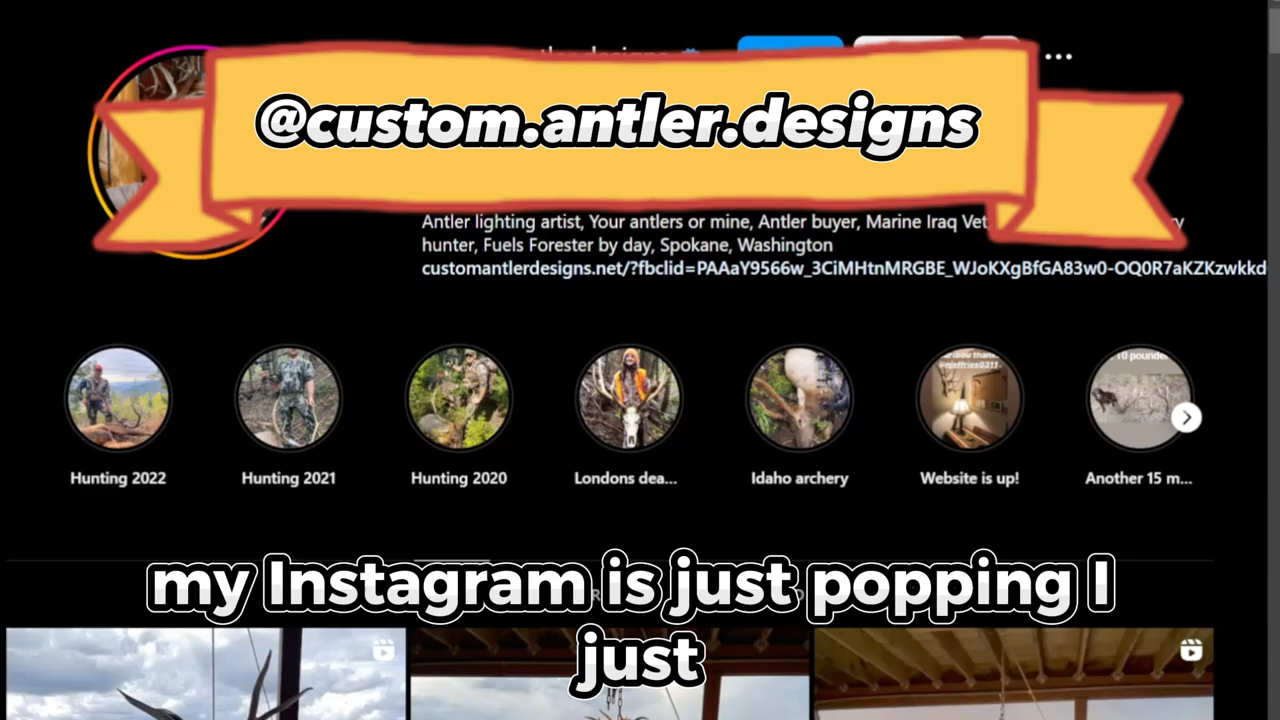 @custom.antler.designs
Antler lighting artist, Your antlers or mine, Antler buyer, Marine Iraq Vet,
hunter, Fuels Forester by day, Spokane, Washington
customantlerdesigns.net/?fbclid=PAAaY9566w_3CiMHtnMRGBE_WJoKXgBfGA83w0-OQ0R7aKZKzwkkd
10 pounder
Hunting 2022
Hunting 2021
Hunting 2020
Londons dea...
Idaho archery
Website is up!
Another 15 m...
my Instagram is just popping I
just